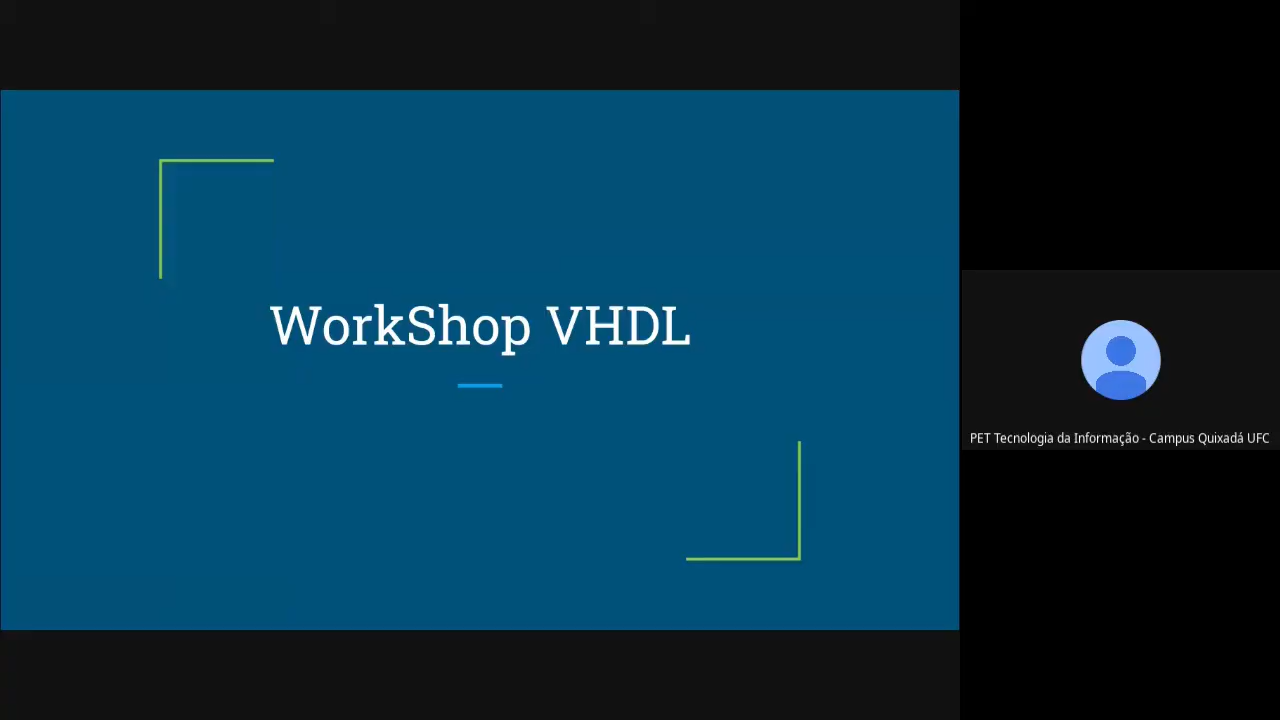 WorkShop VHDL
PET Tecnologia da Informação - Campus Quixadá UFC